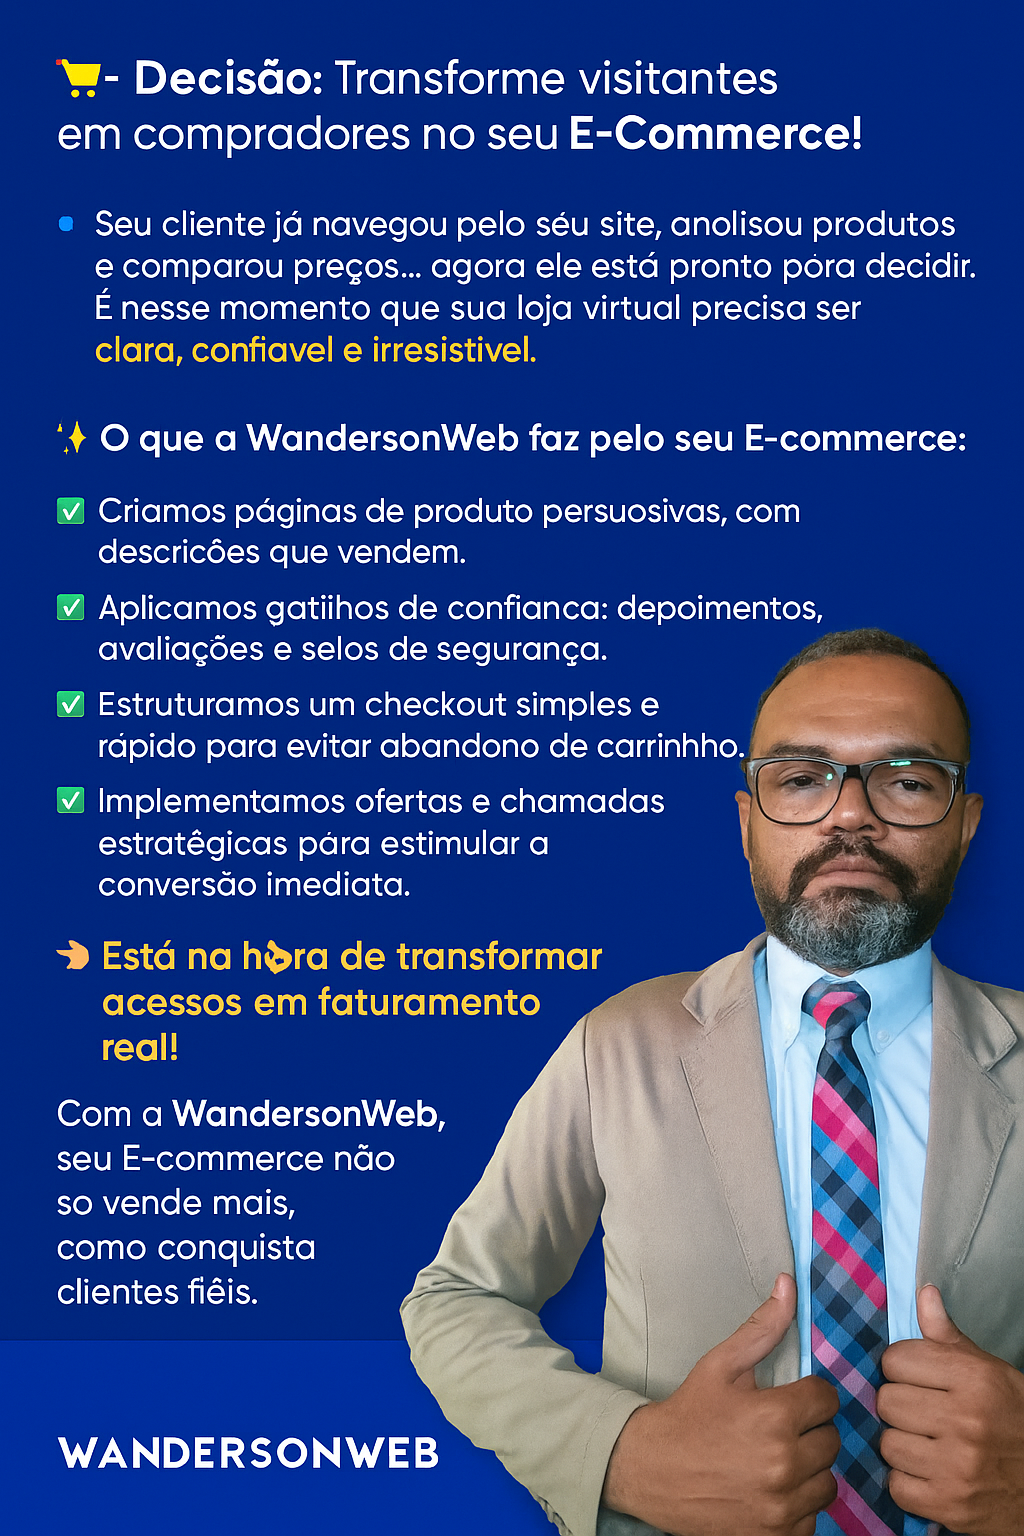 - Decisão: Transforme visitantes
em compradores no seu E-Commerce!
Seu cliente já navegou pelo séu site, anolisou produtos
e comparou preços... agora ele está pronto pòra decidir.
É nesse momento que sua loja virtual precisa ser
clara, confiavel e irresistivel.
O que a WandersonWeb faz pelo seu E-commerce:
Criamos páginas de produto persuosivas, com
descricôes que vendem.
Aplicamos gatiihos de confianca: depoimentos,
avaliações e selos de segurança.
Estruturamos um checkout simples e
rápido para evitar abandono de carrinhho.
Implementamos ofertas e chamadas
estratêgicas pára estimular a
conversão imediata.
Está na hora de transformar
acessos em faturamento
real!
Com a WandersonWeb,
seu E-commerce não
so vende mais,
como conquista
clientes fiêis.
WANDERSONWEB